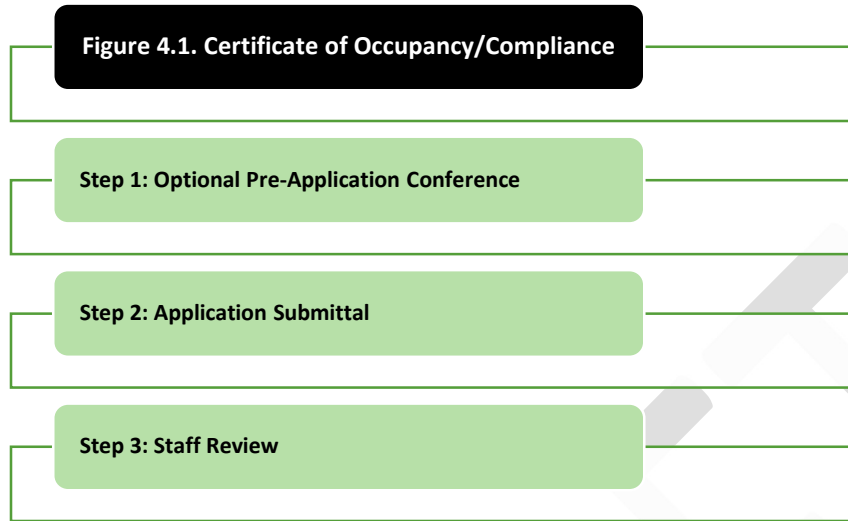 Figure 4.1. Certificate of Occupancy/Compliance
Step 1: Optional Pre-Application Conference
Step 2: Application Submittal
Step 3: Staff Review